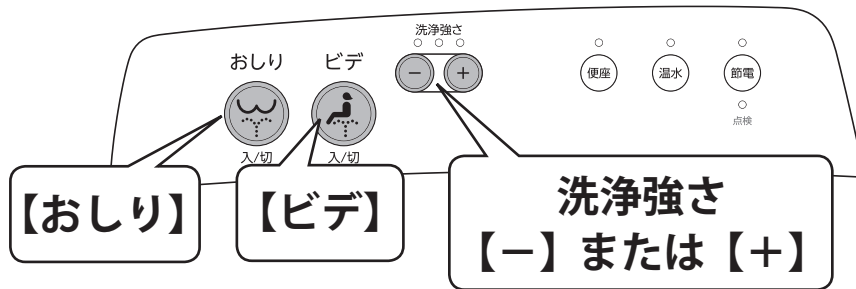 洗浄強さ
おしり ビデ
− +
便座 温水 節電
点検
入/切 入/切
【おしり】
【ビデ】
洗浄強さ
【−】または【+】